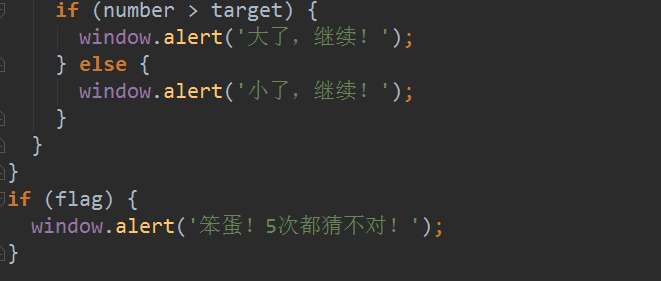 if (number > target) {
window.alert('大了，继续！');
} else {
window.alert('小了，继续！');
}
}
}
if (flag) {
window.alert('笨蛋！5次都猜不对！');
}